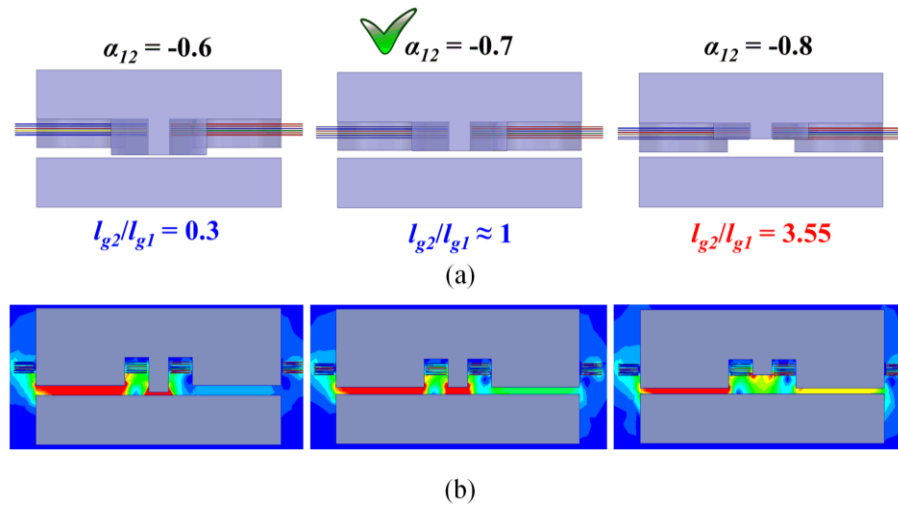 α12 = -0.6
α12 = -0.7
α12 = -0.8
lg2/lg1 = 0.3
lg2/lg1 ≈ 1
lg2/lg1 = 3.55
(a)
(b)